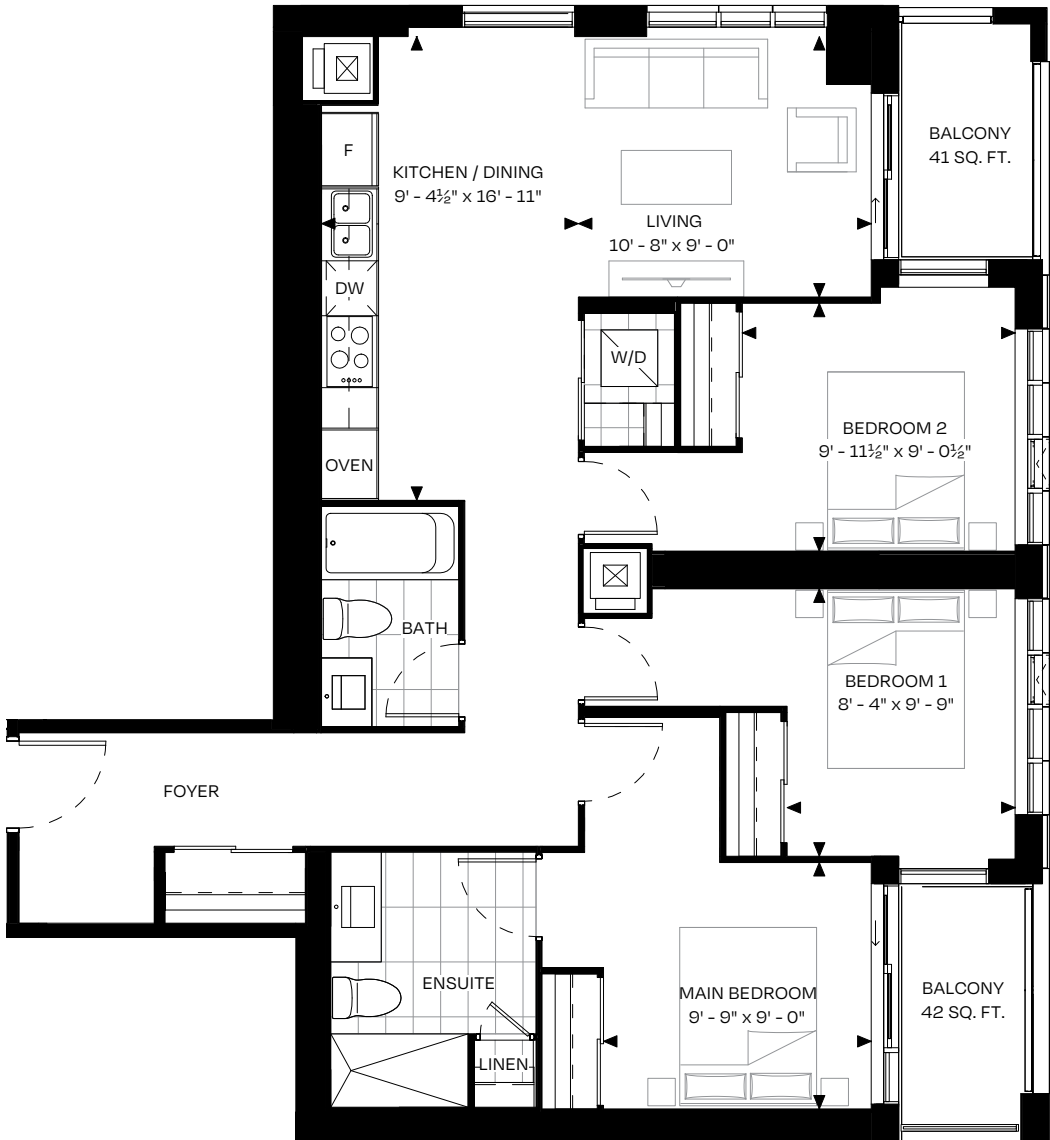 BALCONY
41 SQ. FT.
F
KITCHEN / DINING
9' - 4½" x 16' - 11"
LIVING
10' - 8" x 9' - 0"
DW
W/D
BEDROOM 2
9' - 11½" x 9' - 0½"
OVEN
BATH
BEDROOM 1
8' - 4" x 9' - 9"
FOYER
ENSUITE
MAIN BEDROOM
9' - 9" x 9' - 0"
BALCONY
42 SQ. FT.
LINEN